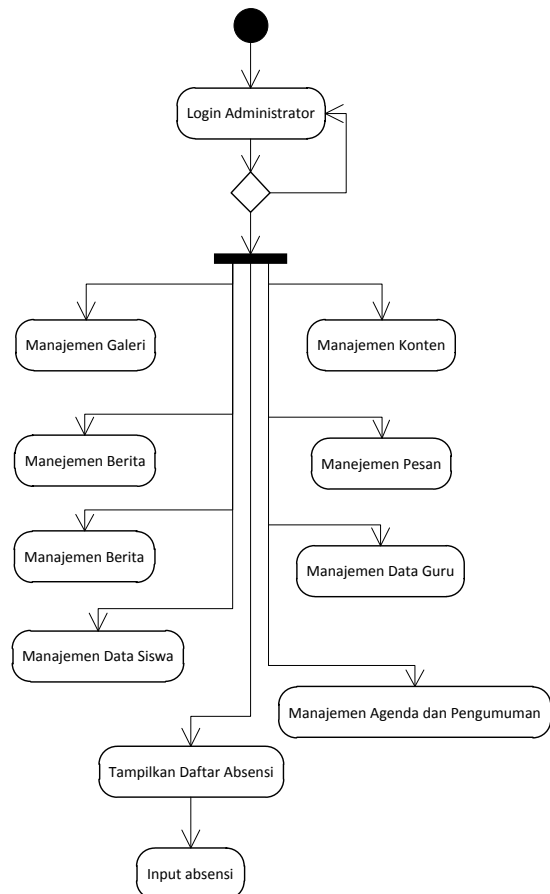 Login Administrator
Manajemen Galeri
Manajemen Konten
Manejemen Berita
Manejemen Pesan
Manajemen Berita
Manajemen Data Guru
Manajemen Data Siswa
Manajemen Agenda dan Pengumuman
Tampilkan Daftar Absensi
Input absensi